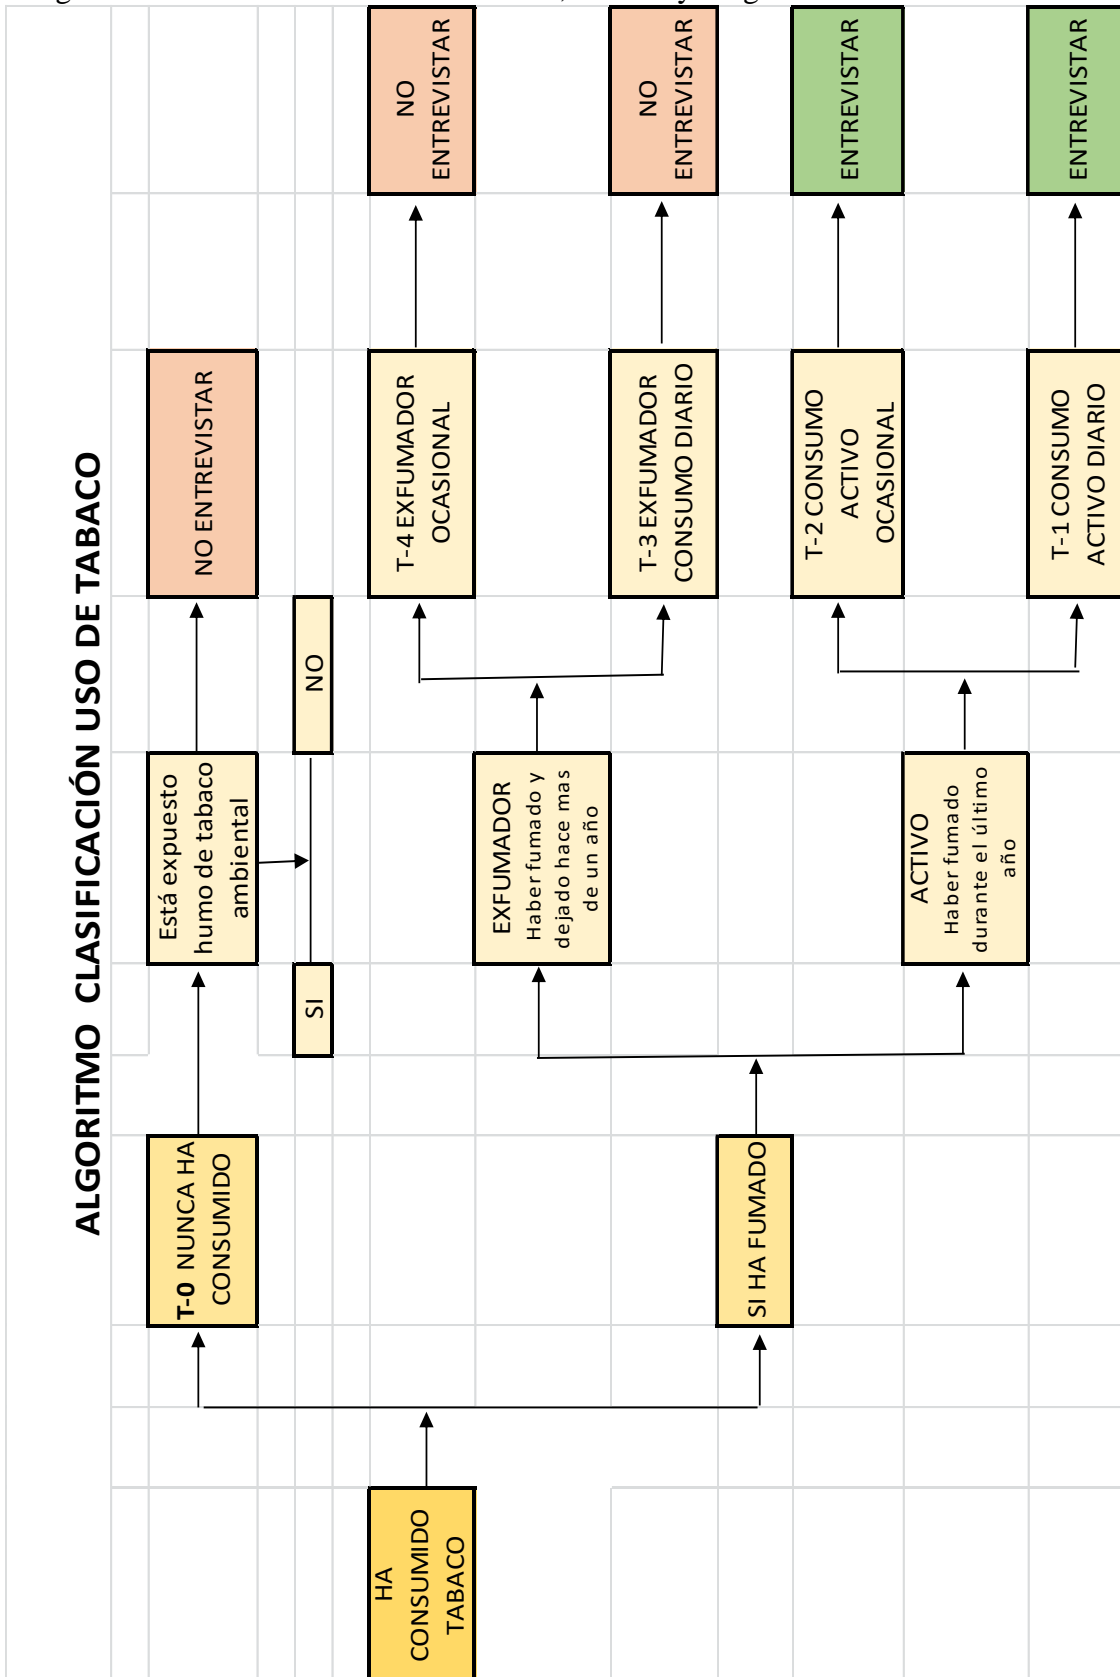 ALGORITMO CLASIFICACIÓN USO DE TABACO
HA
CONSUMIDO
TABACO
T-0 NUNCA HA
CONSUMIDO
Está expuesto
humo de tabaco
ambiental
NO ENTREVISTAR
SI
NO
SI HA FUMADO
EXFUMADOR
Haber fumado y
dejado hace mas
de un año
T-4 EXFUMADOR
OCASIONAL
NO
ENTREVISTAR
T-3 EXFUMADOR
CONSUMO DIARIO
NO
ENTREVISTAR
ACTIVO
Haber fumado
durante el último
año
T-2 CONSUMO
ACTIVO
OCASIONAL
ENTREVISTAR
T-1 CONSUMO
ACTIVO DIARIO
ENTREVISTAR